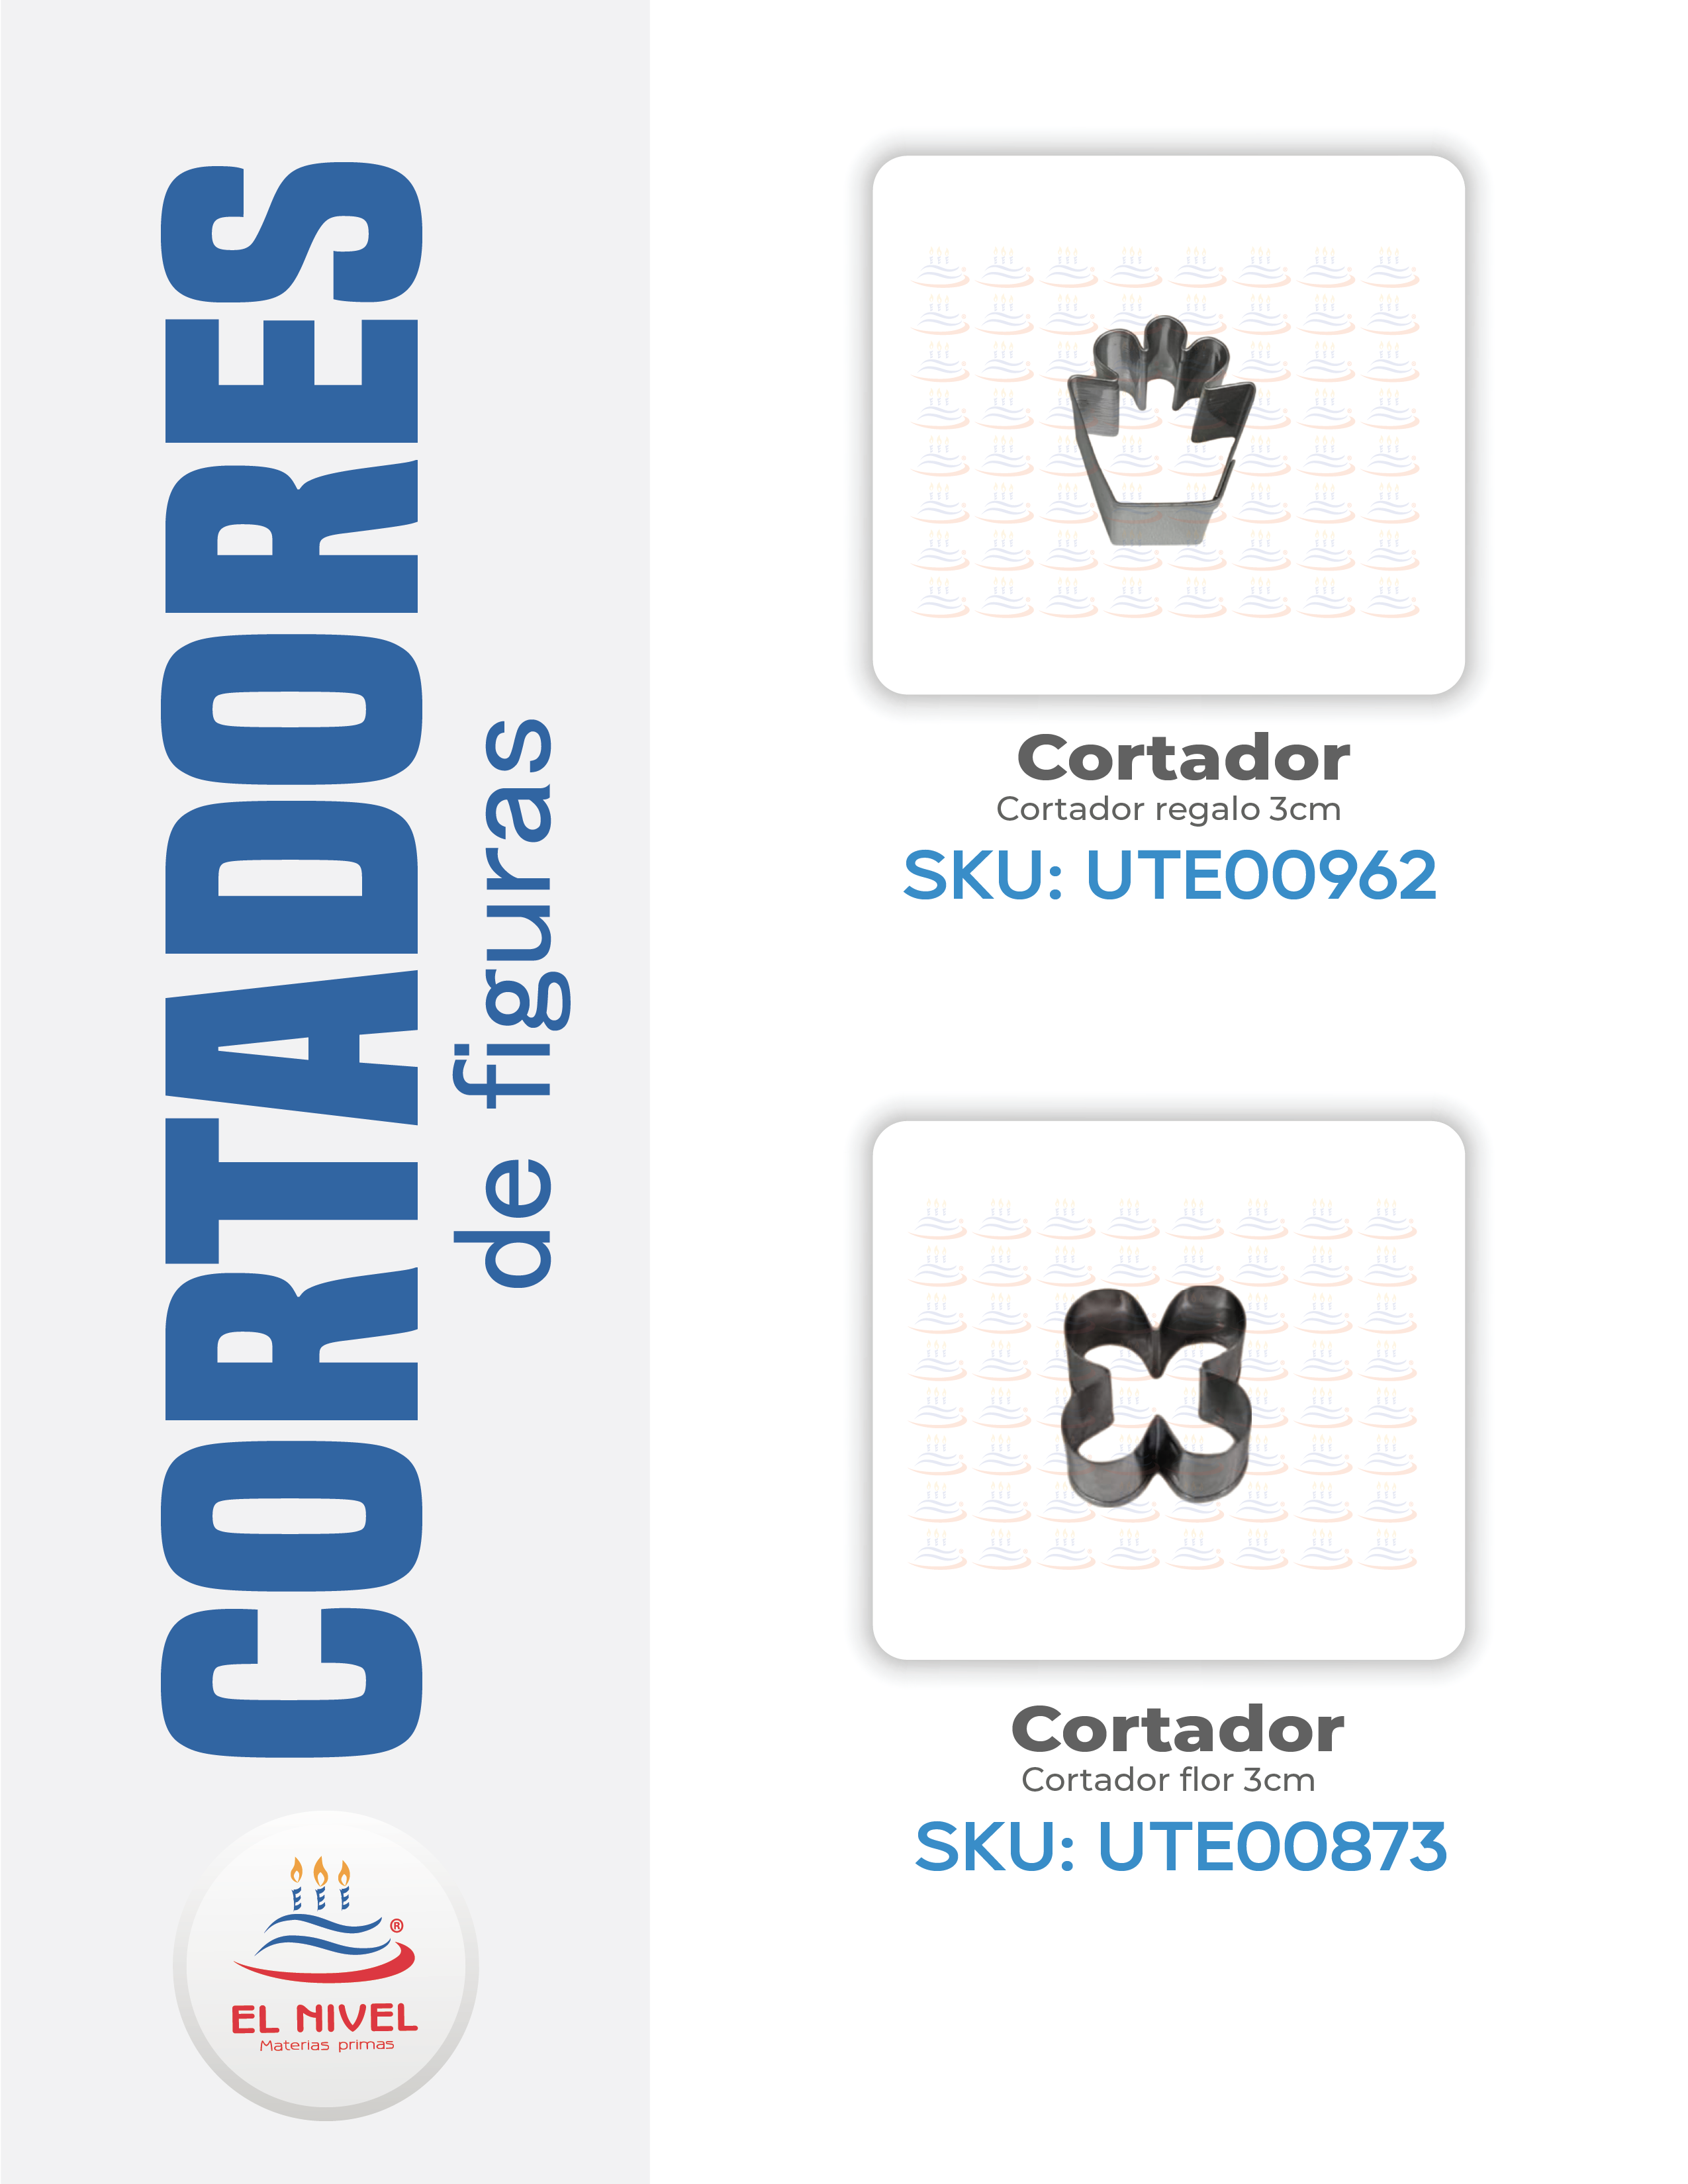 CORTADORES
de figuras
®
EL NIVEL
Materias primas
Cortador
Cortador regalo 3cm
SKU: UTE00962
Cortador
Cortador flor 3cm
SKU: UTE00873